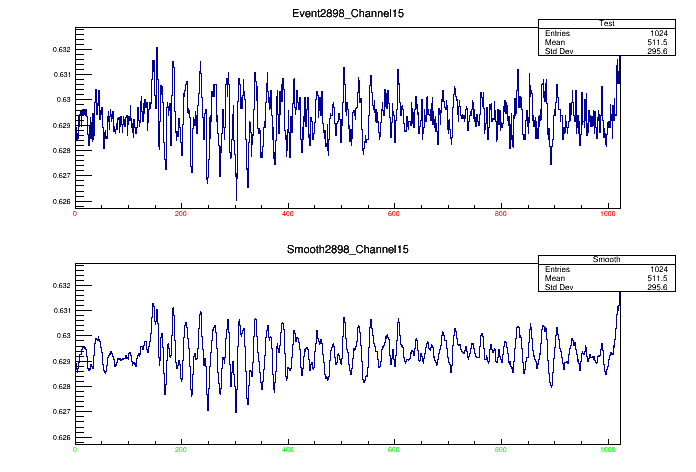 Event2898_Channel15
Test
Entries 1024
Mean 511.5
Std Dev 295.6
0.632
0.631
0.63
0.629
0.628
0.627
0.626
0 200 400 600 800 1000
Smooth2898_Channel15
Smooth
Entries 1024
Mean 511.5
Std Dev 295.6
0.632
0.631
0.63
0.629
0.628
0.627
0.626
0 200 400 600 800 1000